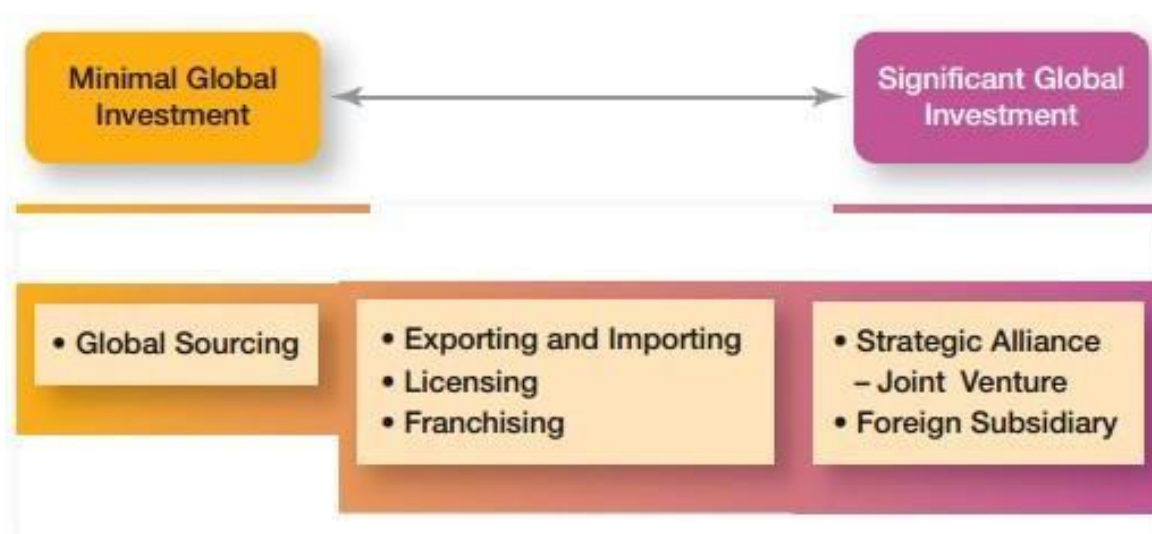 Minimal Global
Investment
Significant Global
Investment
• Global Sourcing
• Exporting and Importing
• Licensing
• Franchising
• Strategic Alliance
– Joint Venture
• Foreign Subsidiary